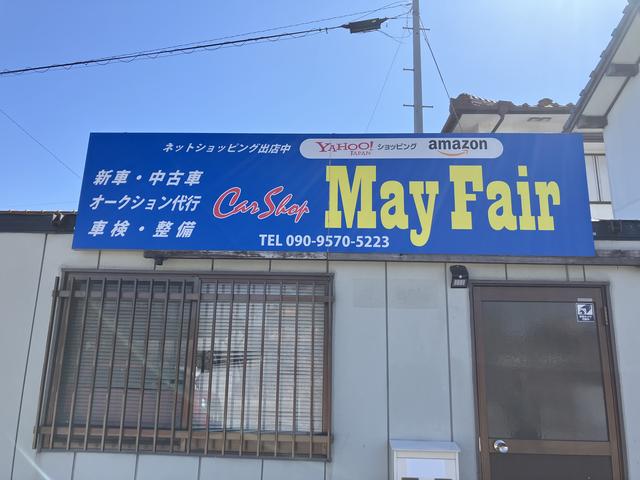 ネットショッピング出店中
YAHOO! JAPAN ショッピング amazon
新車・中古車
オークション代行
車検・整備
Car Shop May Fair
TEL 090-9570-5223